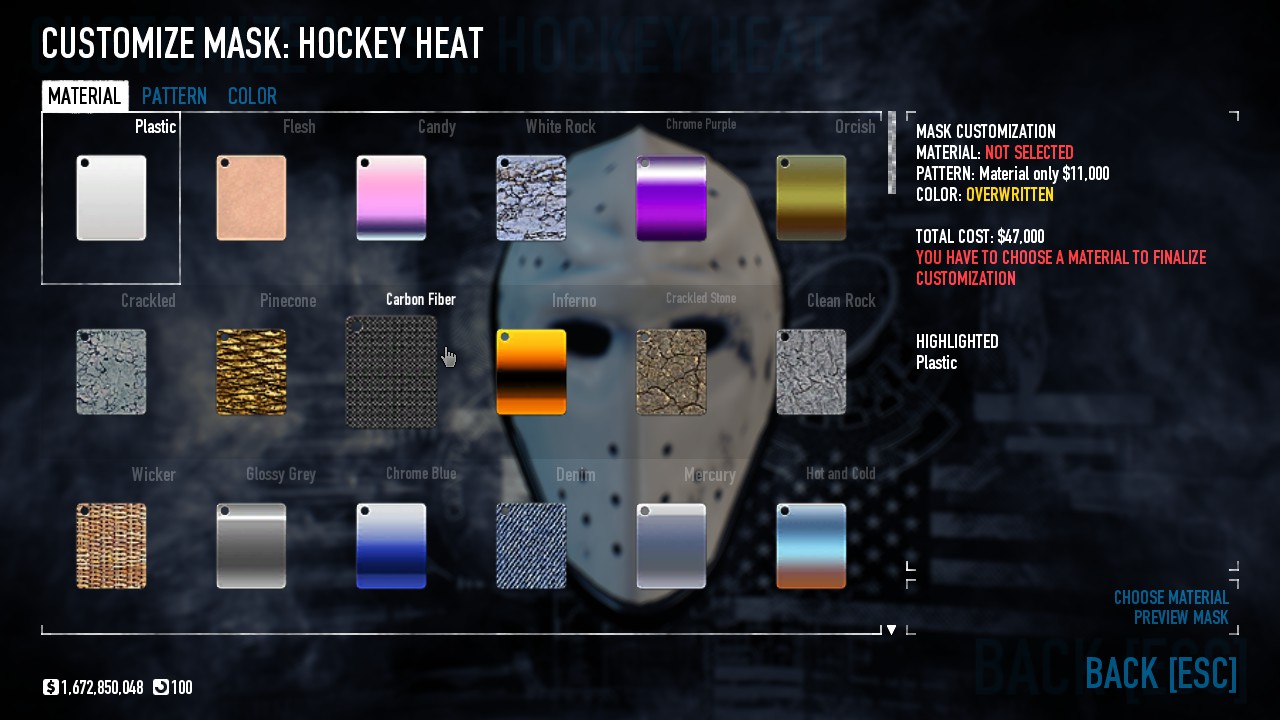 CUSTOMIZE MASK: HOCKEY HEAT
MATERIAL PATTERN COLOR
Plastic Flesh Candy White Rock Chrome Purple Orcish
Crackled Pinecone Carbon Fiber Inferno Crackled Stone Clean Rock
Wicker Glossy Grey Chrome Blue Denim Mercury Hot and Cold
MASK CUSTOMIZATION
MATERIAL: NOT SELECTED
PATTERN: Material only $11,000
COLOR: OVERWRITTEN
TOTAL COST: $47,000
YOU HAVE TO CHOOSE A MATERIAL TO FINALIZE
CUSTOMIZATION
HIGHLIGHTED
Plastic
CHOOSE MATERIAL
PREVIEW MASK
BACK [ESC]
$ 1,672,850,048 100